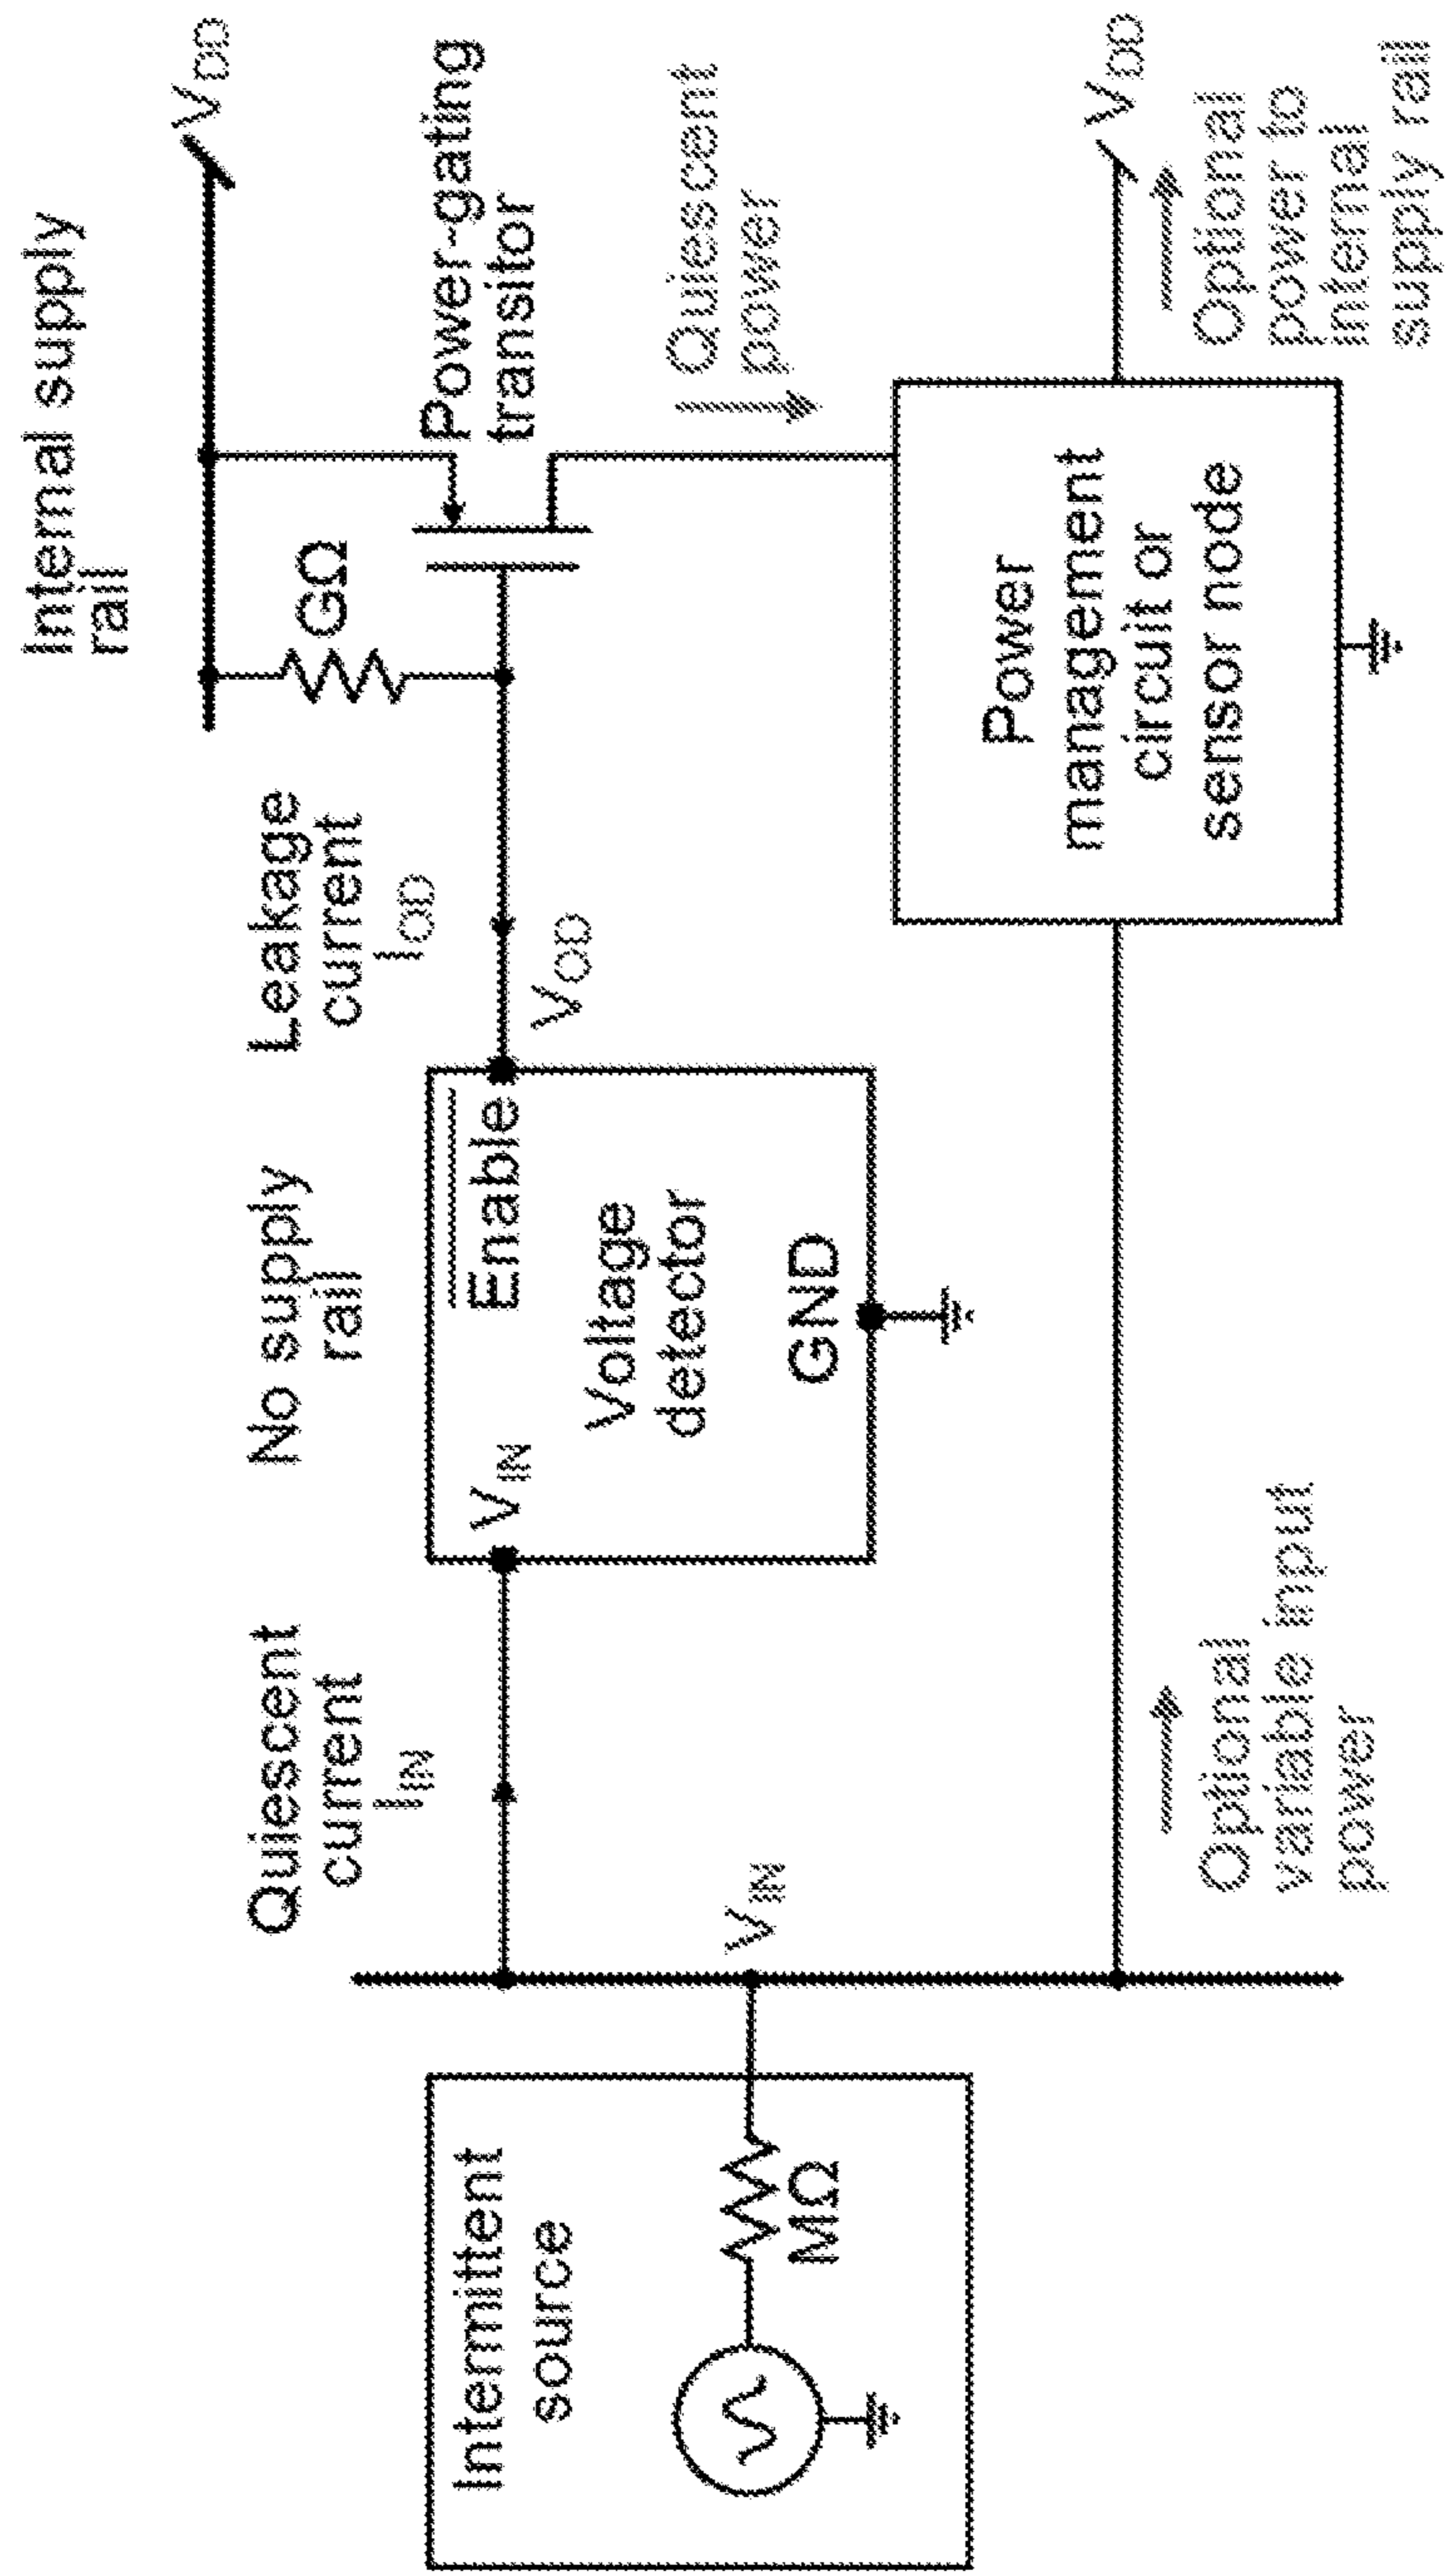 Internal supply
rail
V_DD
Quiescent
current
I_IN
No supply
rail
Leakage
current
I_OD
GΩ
Power-gating
transitor
Intermittent
source
MΩ
V_IN
V_IN
Enable
Voltage
detector
GND
V_OD
Quiescent
power
Power
management
circuit or
sensor node
V_DD
Optional
variable input
power
Optional
power to
internal
supply rail